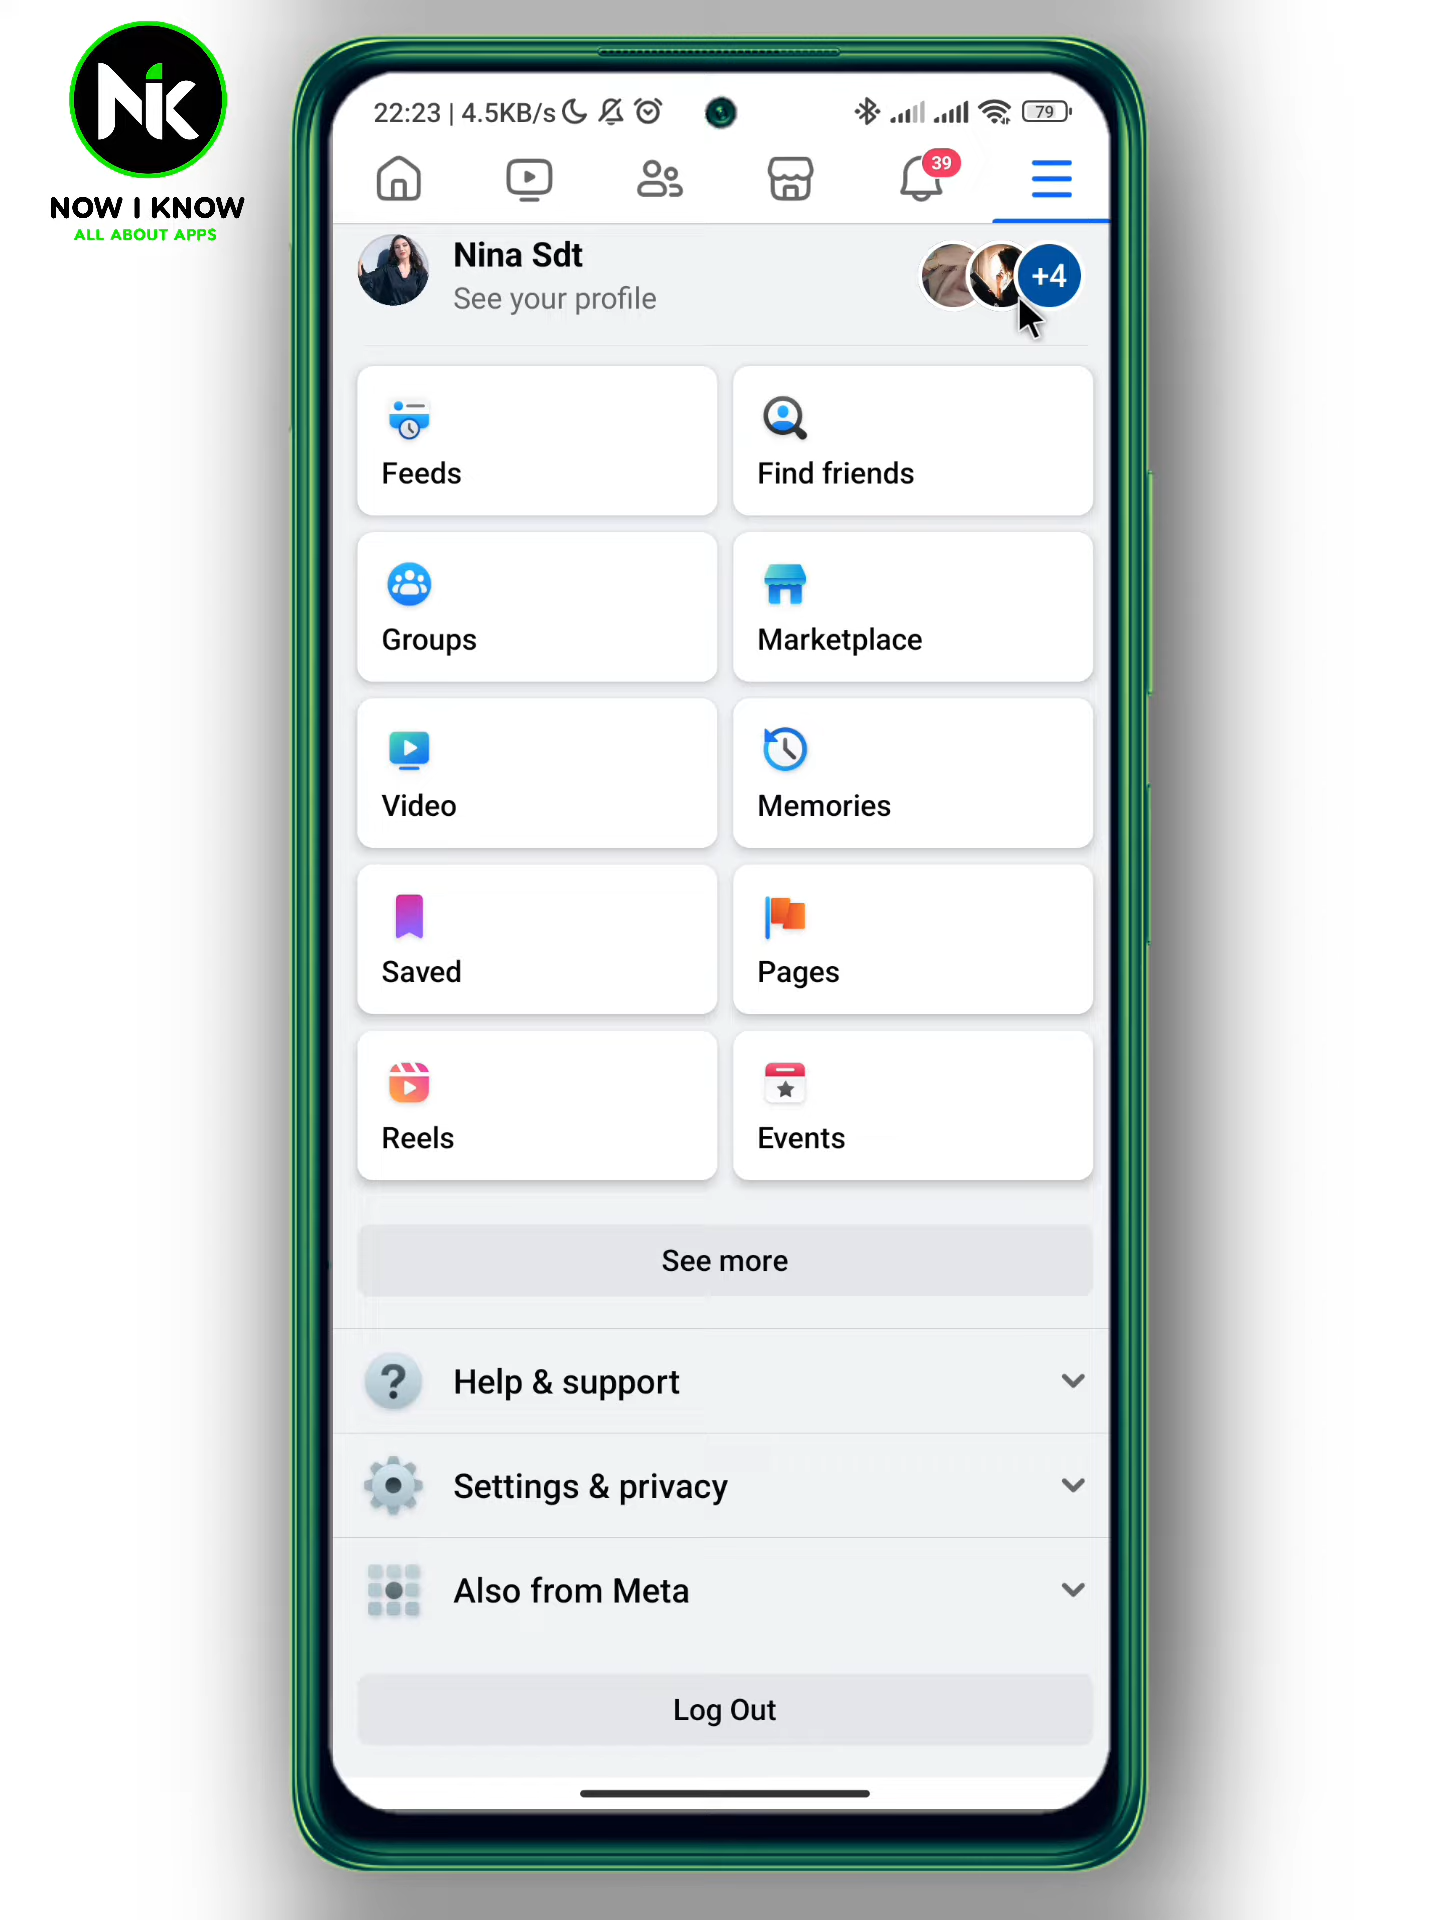 NiK
NOW I KNOW
ALL ABOUT APPS
22:23 | 4.5KB/s
79
39
Nina Sdt
See your profile
+4
Feeds
Find friends
Groups
Marketplace
Video
Memories
Saved
Pages
Reels
Events
See more
?
Help & support
Settings & privacy
Also from Meta
Log Out